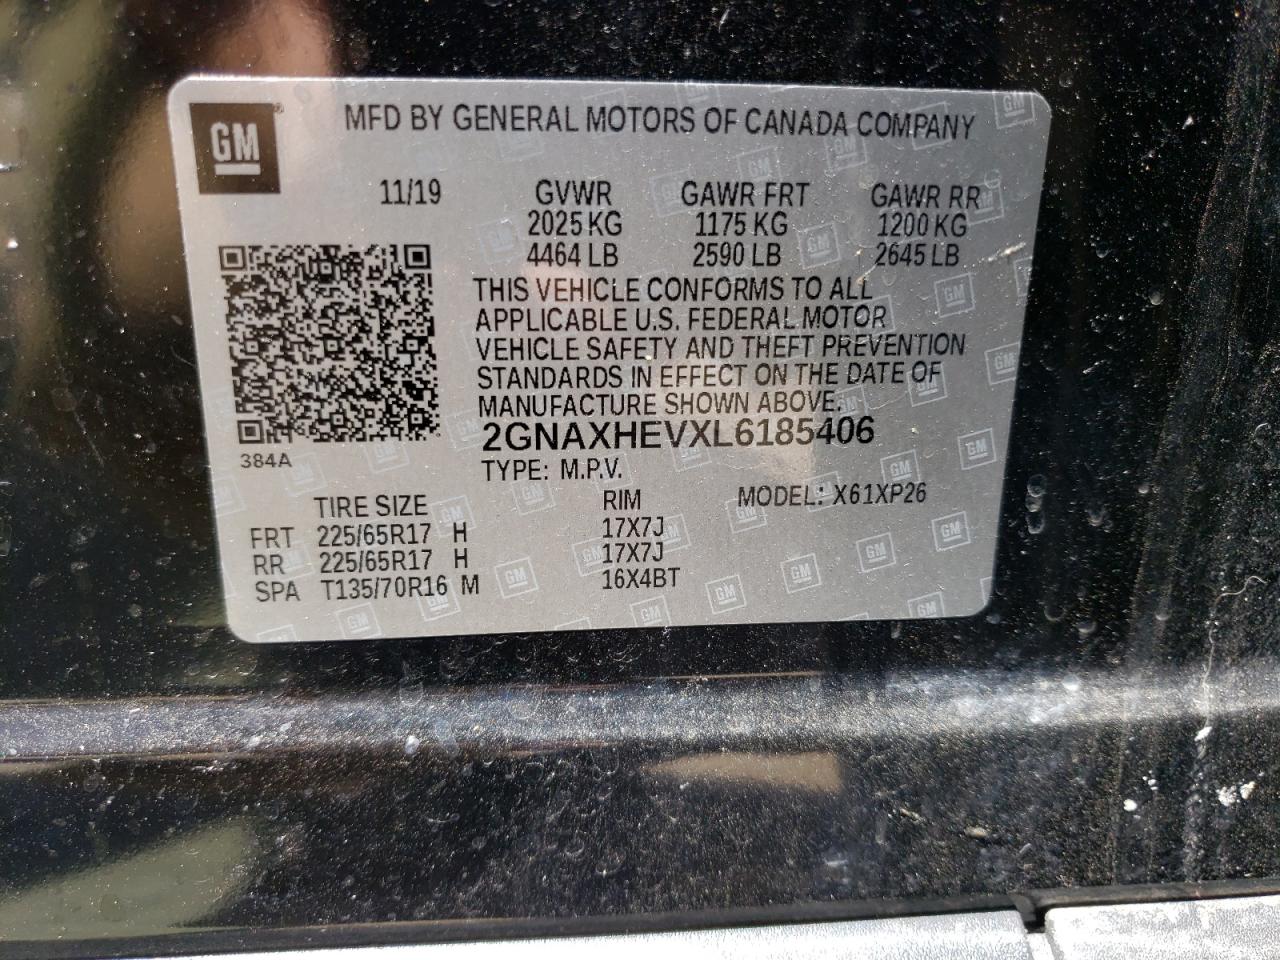 GM
MFD BY GENERAL MOTORS OF CANADA COMPANY
11/19 GVWR GAWR FRT GAWR RR
2025 KG 1175 KG 1200 KG
4464 LB 2590 LB 2645 LB
THIS VEHICLE CONFORMS TO ALL
APPLICABLE U.S. FEDERAL MOTOR
VEHICLE SAFETY AND THEFT PREVENTION
STANDARDS IN EFFECT ON THE DATE OF
MANUFACTURE SHOWN ABOVE.
2GNAXHEVXL6185406
384A
TYPE: M.P.V.
TIRE SIZE RIM MODEL: X61XP26
FRT 225/65R17 H 17X7J
RR 225/65R17 H 17X7J
SPA T135/70R16 M 16X4BT